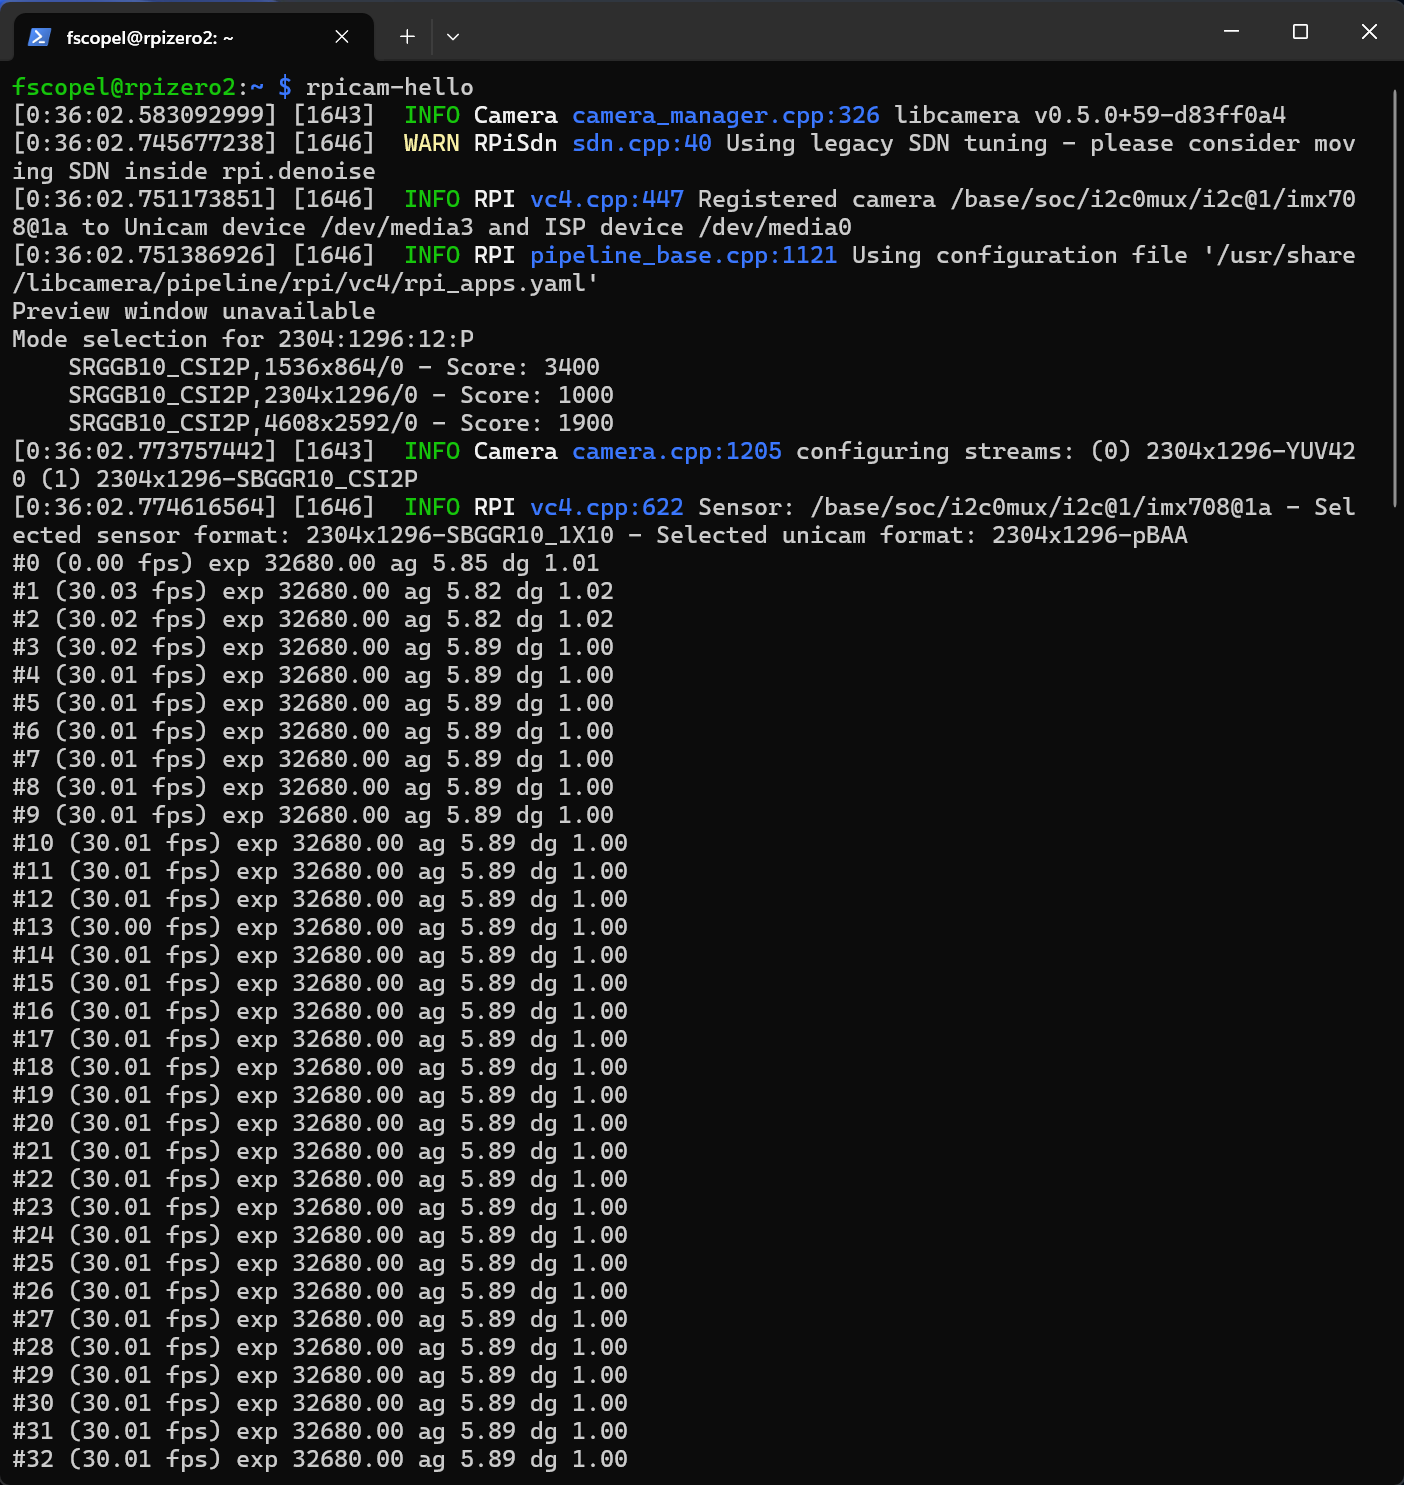 fscopel@rpizero2: ~
fscopel@rpizero2:~ $ rpicam-hello
[0:36:02.583092999] [1643]  INFO Camera camera_manager.cpp:326 libcamera v0.5.0+59-d83ff0a4
[0:36:02.745677238] [1646]  WARN RPiSdn sdn.cpp:40 Using legacy SDN tuning - please consider mov
ing SDN inside rpi.denoise
[0:36:02.751173851] [1646]  INFO RPI vc4.cpp:447 Registered camera /base/soc/i2c0mux/i2c@1/imx70
8@1a to Unicam device /dev/media3 and ISP device /dev/media0
[0:36:02.751386926] [1646]  INFO RPI pipeline_base.cpp:1121 Using configuration file '/usr/share
/libcamera/pipeline/rpi/vc4/rpi_apps.yaml'
Preview window unavailable
Mode selection for 2304:1296:12:P
    SRGGB10_CSI2P,1536x864/0 - Score: 3400
    SRGGB10_CSI2P,2304x1296/0 - Score: 1000
    SRGGB10_CSI2P,4608x2592/0 - Score: 1900
[0:36:02.773757442] [1643]  INFO Camera camera.cpp:1205 configuring streams: (0) 2304x1296-YUV42
0 (1) 2304x1296-SBGGR10_CSI2P
[0:36:02.774616564] [1646]  INFO RPI vc4.cpp:622 Sensor: /base/soc/i2c0mux/i2c@1/imx708@1a - Sel
ected sensor format: 2304x1296-SBGGR10_1X10 - Selected unicam format: 2304x1296-pBAA
#0 (0.00 fps) exp 32680.00 ag 5.85 dg 1.01
#1 (30.03 fps) exp 32680.00 ag 5.82 dg 1.02
#2 (30.02 fps) exp 32680.00 ag 5.82 dg 1.02
#3 (30.02 fps) exp 32680.00 ag 5.89 dg 1.00
#4 (30.01 fps) exp 32680.00 ag 5.89 dg 1.00
#5 (30.01 fps) exp 32680.00 ag 5.89 dg 1.00
#6 (30.01 fps) exp 32680.00 ag 5.89 dg 1.00
#7 (30.01 fps) exp 32680.00 ag 5.89 dg 1.00
#8 (30.01 fps) exp 32680.00 ag 5.89 dg 1.00
#9 (30.01 fps) exp 32680.00 ag 5.89 dg 1.00
#10 (30.01 fps) exp 32680.00 ag 5.89 dg 1.00
#11 (30.01 fps) exp 32680.00 ag 5.89 dg 1.00
#12 (30.01 fps) exp 32680.00 ag 5.89 dg 1.00
#13 (30.00 fps) exp 32680.00 ag 5.89 dg 1.00
#14 (30.01 fps) exp 32680.00 ag 5.89 dg 1.00
#15 (30.01 fps) exp 32680.00 ag 5.89 dg 1.00
#16 (30.01 fps) exp 32680.00 ag 5.89 dg 1.00
#17 (30.01 fps) exp 32680.00 ag 5.89 dg 1.00
#18 (30.01 fps) exp 32680.00 ag 5.89 dg 1.00
#19 (30.01 fps) exp 32680.00 ag 5.89 dg 1.00
#20 (30.01 fps) exp 32680.00 ag 5.89 dg 1.00
#21 (30.01 fps) exp 32680.00 ag 5.89 dg 1.00
#22 (30.01 fps) exp 32680.00 ag 5.89 dg 1.00
#23 (30.01 fps) exp 32680.00 ag 5.89 dg 1.00
#24 (30.01 fps) exp 32680.00 ag 5.89 dg 1.00
#25 (30.01 fps) exp 32680.00 ag 5.89 dg 1.00
#26 (30.01 fps) exp 32680.00 ag 5.89 dg 1.00
#27 (30.01 fps) exp 32680.00 ag 5.89 dg 1.00
#28 (30.01 fps) exp 32680.00 ag 5.89 dg 1.00
#29 (30.01 fps) exp 32680.00 ag 5.89 dg 1.00
#30 (30.01 fps) exp 32680.00 ag 5.89 dg 1.00
#31 (30.01 fps) exp 32680.00 ag 5.89 dg 1.00
#32 (30.01 fps) exp 32680.00 ag 5.89 dg 1.00